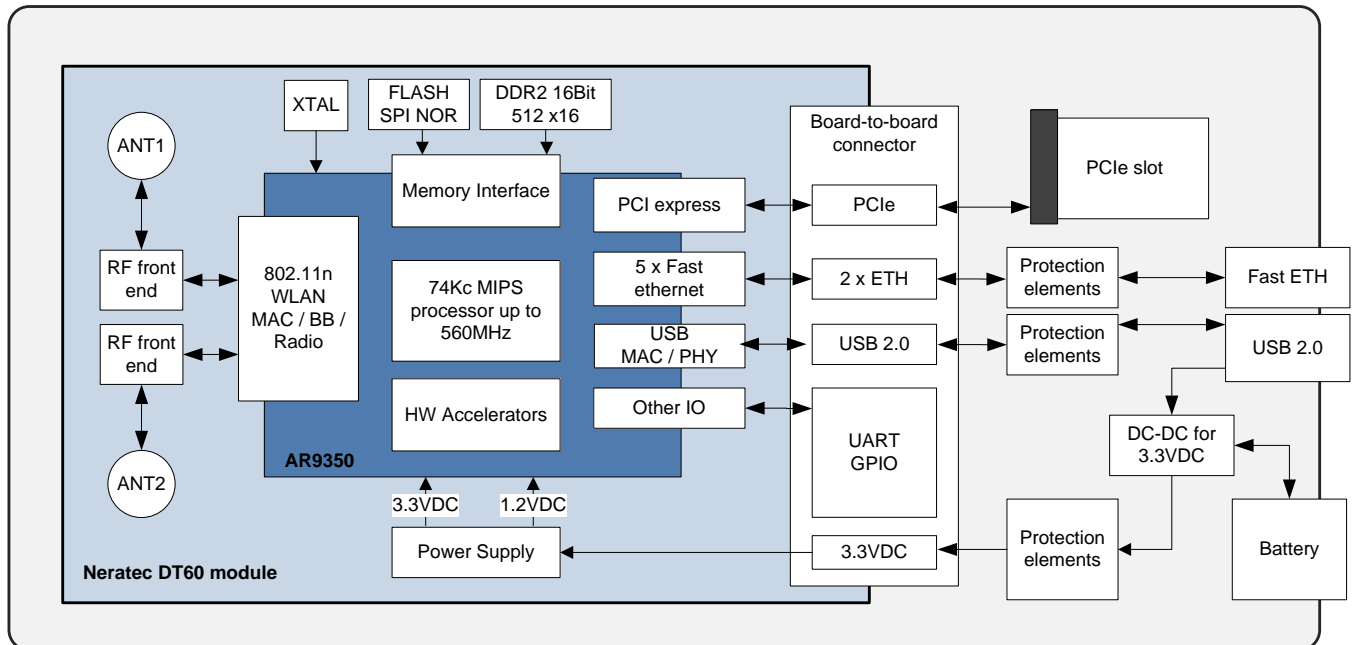 XTAL
FLASH
SPI NOR
DDR2 16Bit
512 x16
Board-to-board
connector
ANT1
Memory Interface
PCI express
PCIe
PCIe slot
RF front
end
802.11n
WLAN
MAC / BB /
Radio
74Kc MIPS
processor up to
560MHz
5 x Fast
ethernet
2 x ETH
Protection
elements
Fast ETH
RF front
end
USB
MAC / PHY
USB 2.0
Protection
elements
USB 2.0
HW Accelerators
Other IO
UART
GPIO
DC-DC for
3.3VDC
AR9350
ANT2
3.3VDC
1.2VDC
Power Supply
3.3VDC
Protection
elements
Battery
Neratec DT60 module